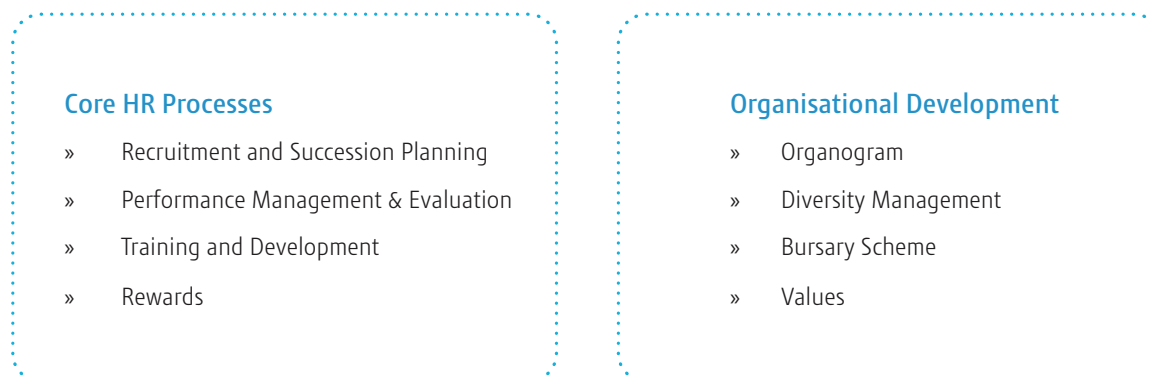 Core HR Processes
» Recruitment and Succession Planning
» Performance Management & Evaluation
» Training and Development
» Rewards
Organisational Development
» Organogram
» Diversity Management
» Bursary Scheme
» Values